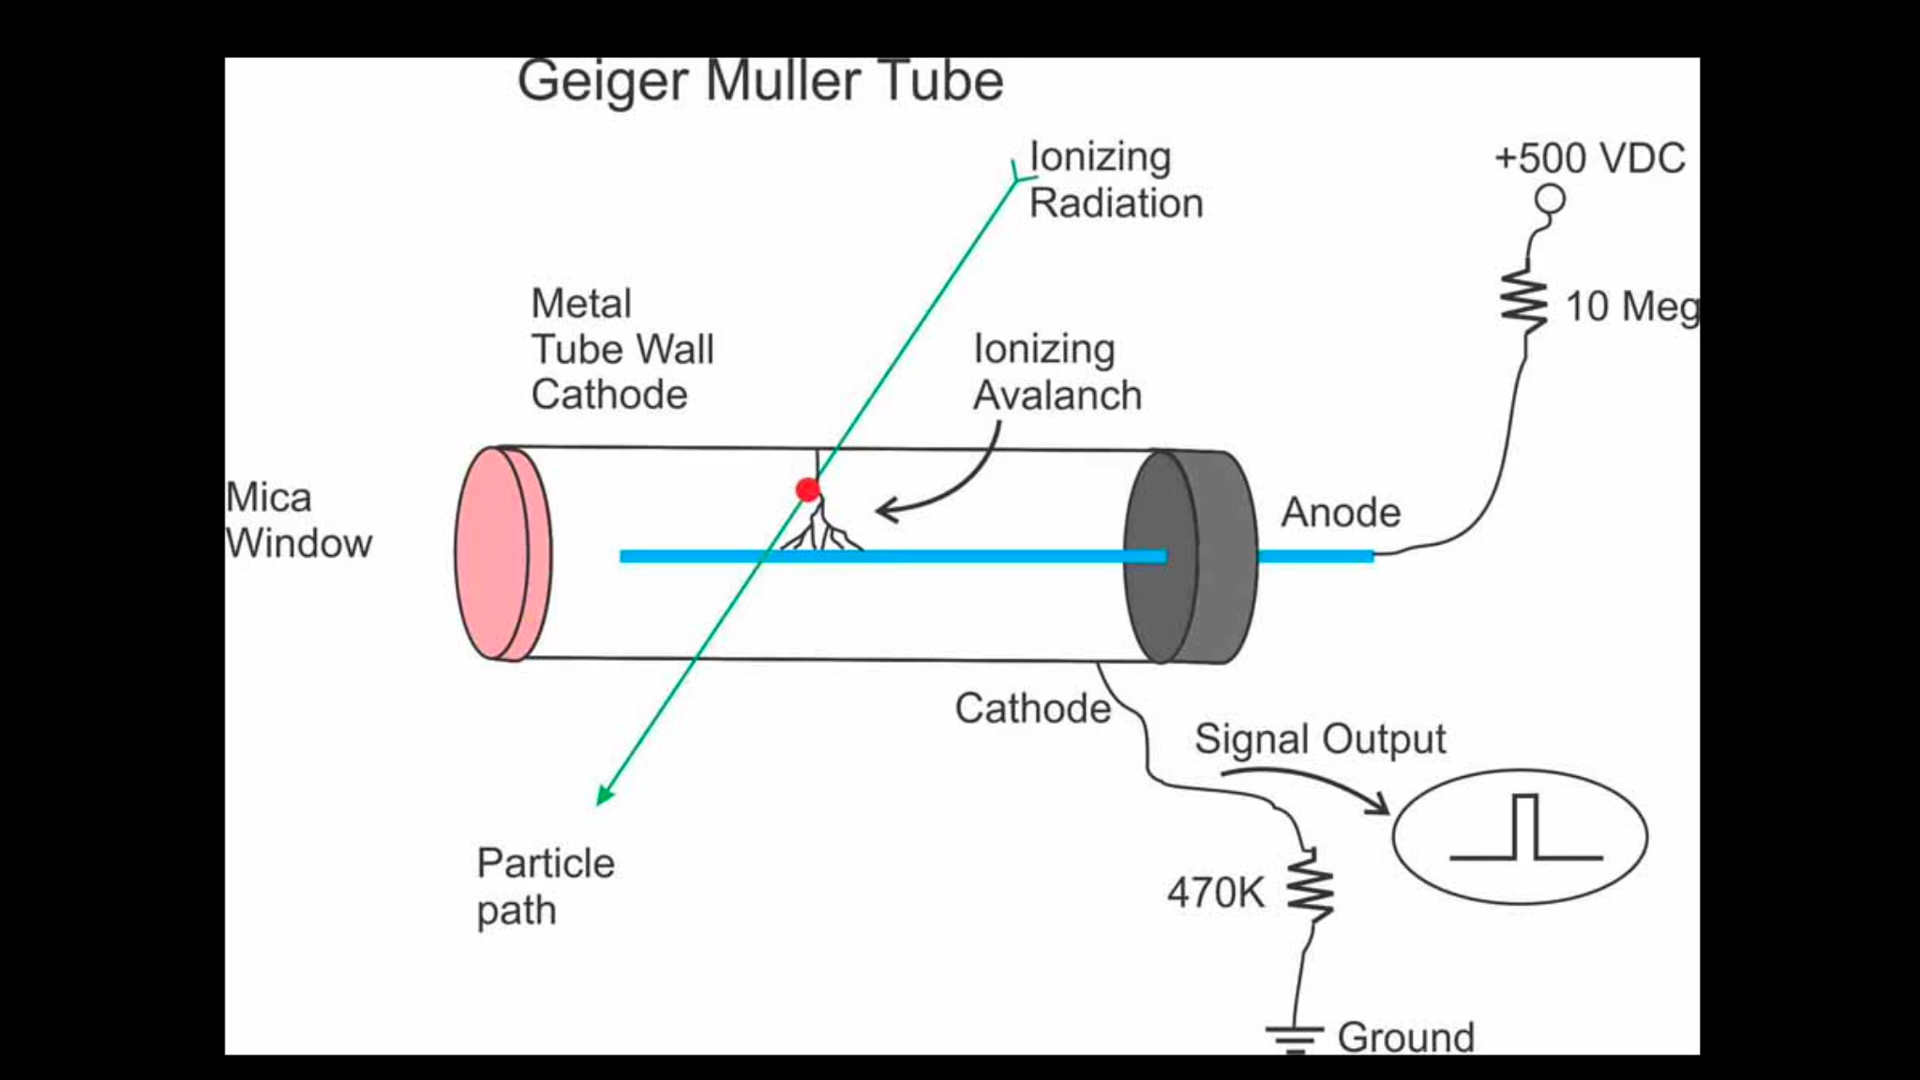 Geiger Muller Tube
Ionizing
Radiation
+500 VDC
10 Meg
Metal
Tube Wall
Cathode
Ionizing
Avalanch
Mica
Window
Anode
Cathode
Signal Output
Particle
path
470K
Ground